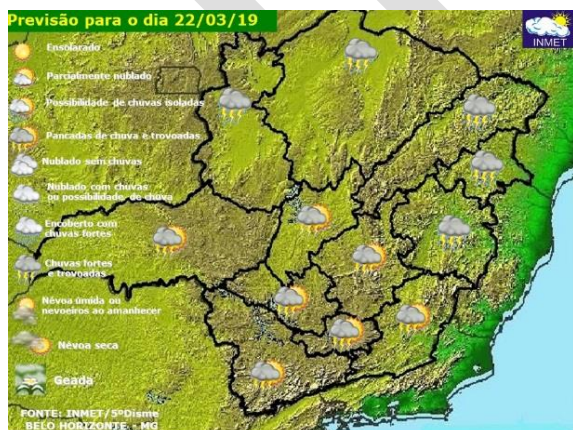 Previsão para o dia 22/03/19
INMET
Ensolarado
Parcialmente nublado
Possibilidade de chuvas isoladas
Pancadas de chuva e trovoadas
Nublado sem chuvas
Nublado com chuvas
ou possibilidade de chuva
Encoberto com
chuvas fortes
Chuvas fortes
e trovoadas
Névoa úmida ou
nevoeiros ao amanhecer
Névoa seca
Geada
FONTE: INMET/5ºDisme
BELO HORIZONTE - MG